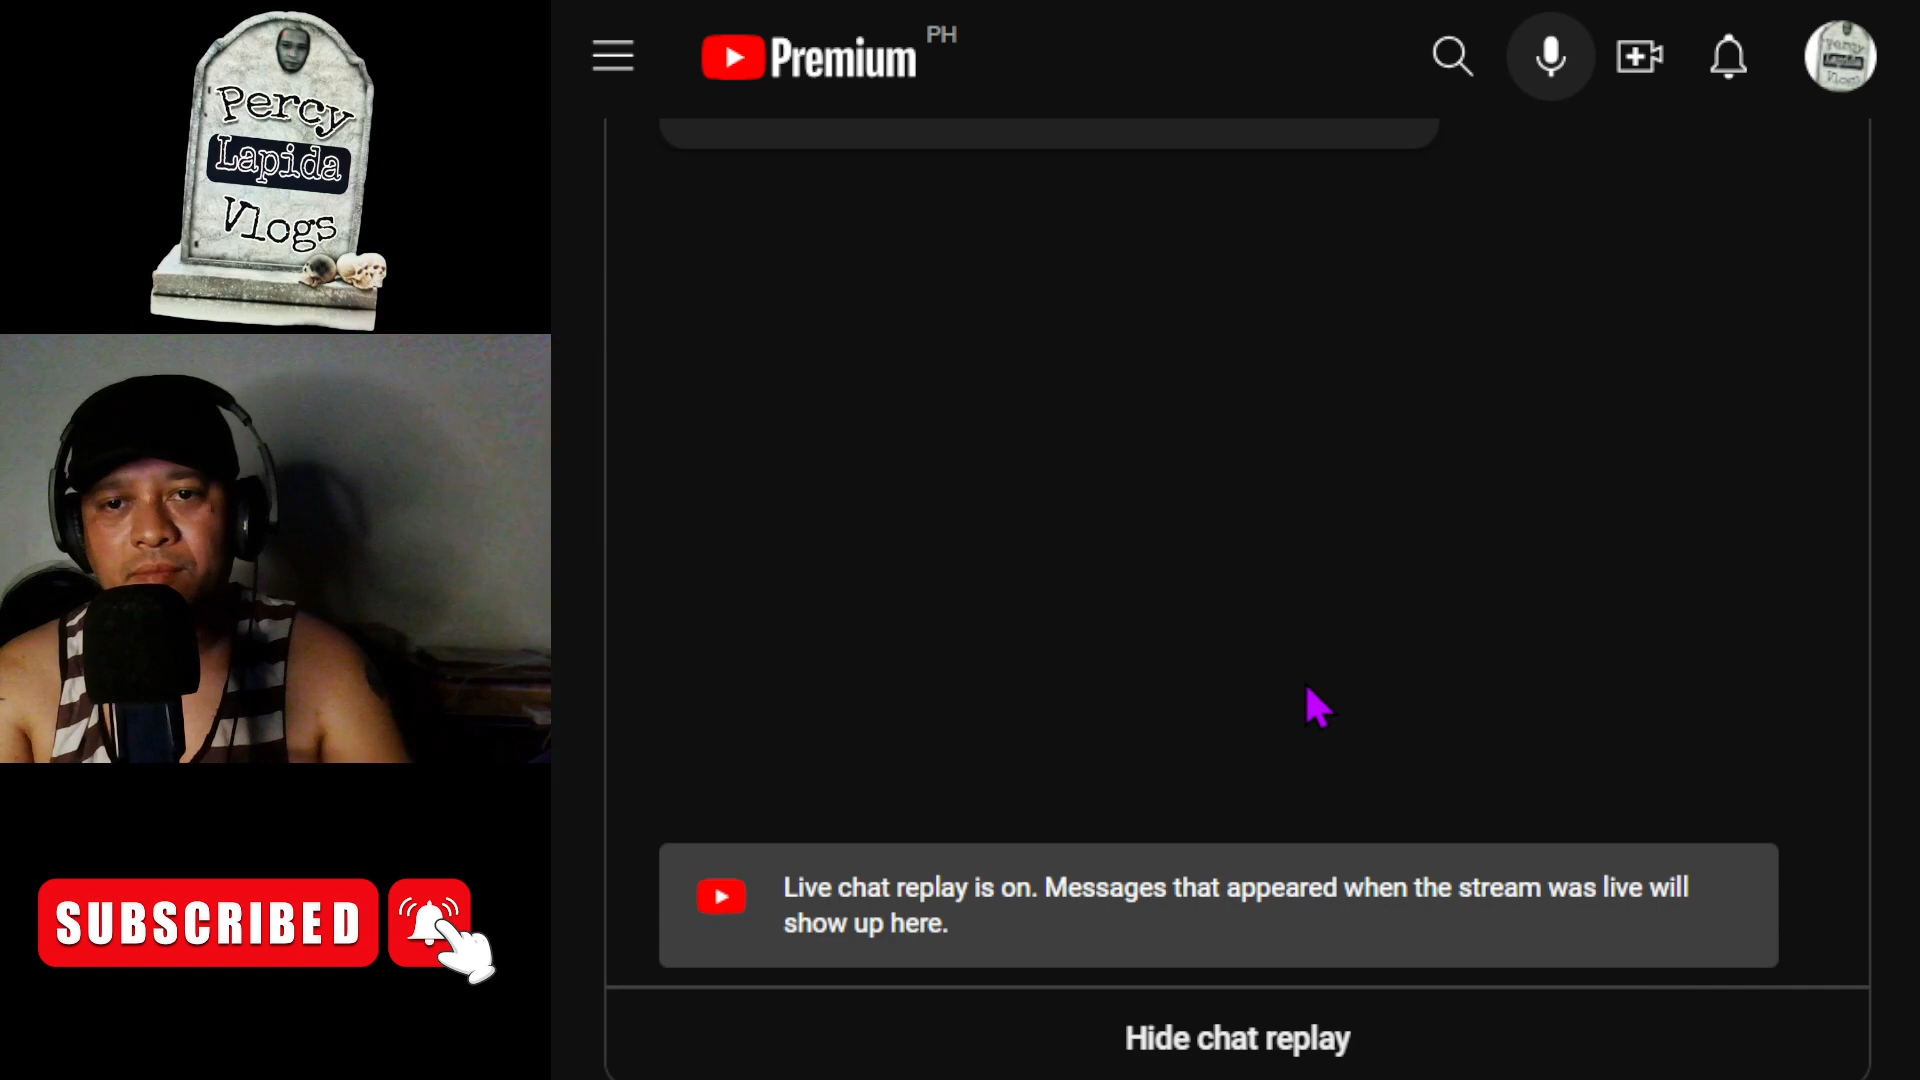 Percy
Lapida
Vlogs
SUBSCRIBED
Premium
PH
Live chat replay is on. Messages that appeared when the stream was live will
show up here.
Hide chat replay